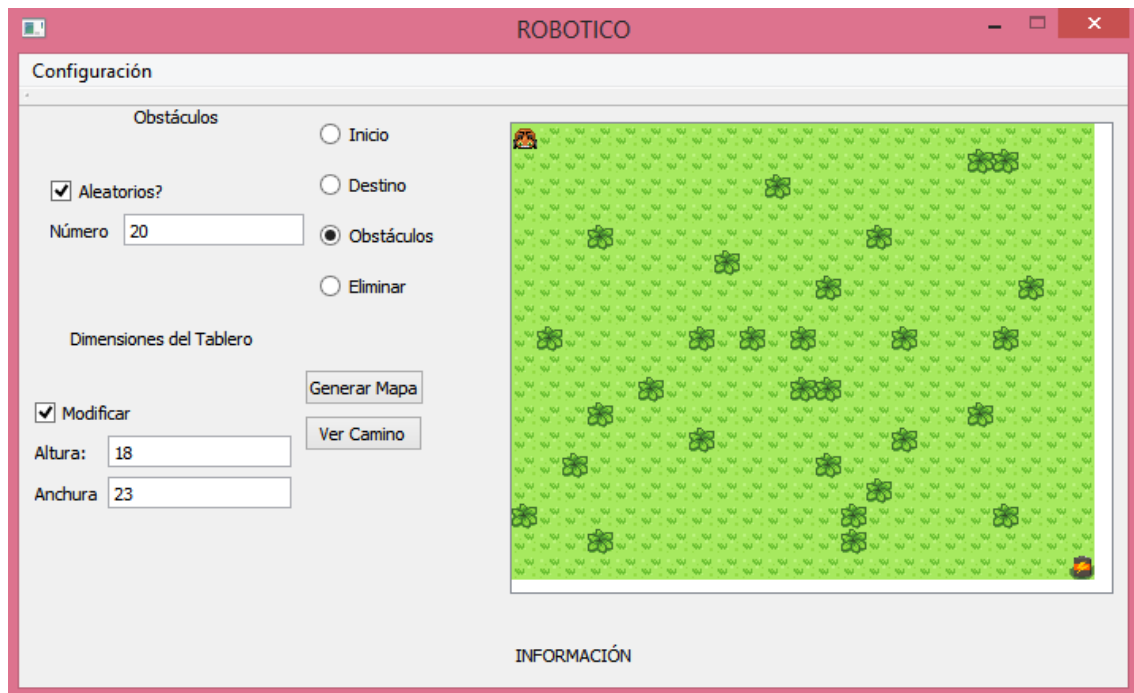 ROBOTICO
Configuración
Obstáculos
Aleatorios?
Número 20
Inicio
Destino
Obstáculos
Eliminar
Dimensiones del Tablero
Modificar
Altura: 18
Anchura 23
Generar Mapa
Ver Camino
INFORMACIÓN